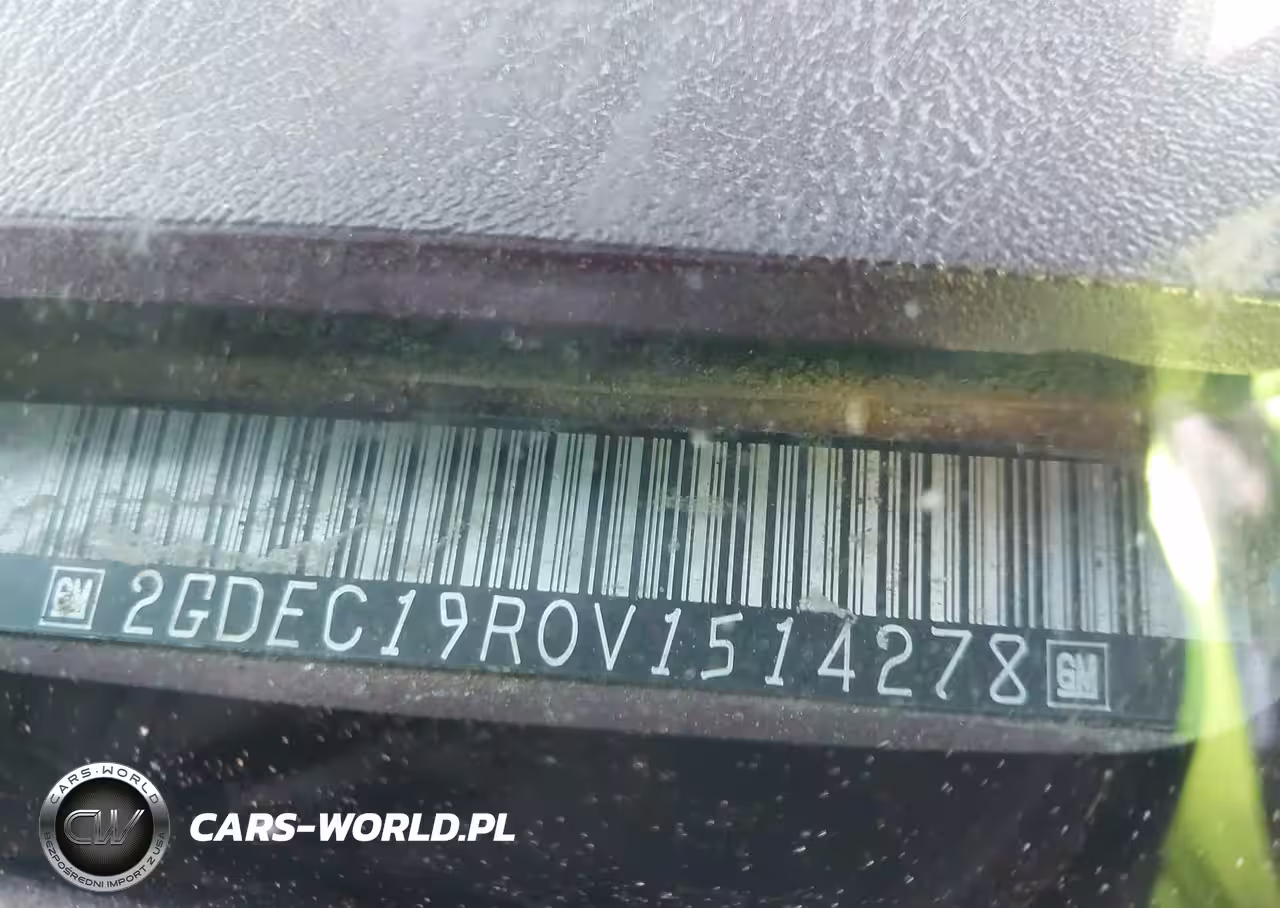 GM 2GDEC19R0V1514278 GM
CARS·WORLD
CW
BEZPOŚREDNI IMPORT Z USA
CARS-WORLD.PL